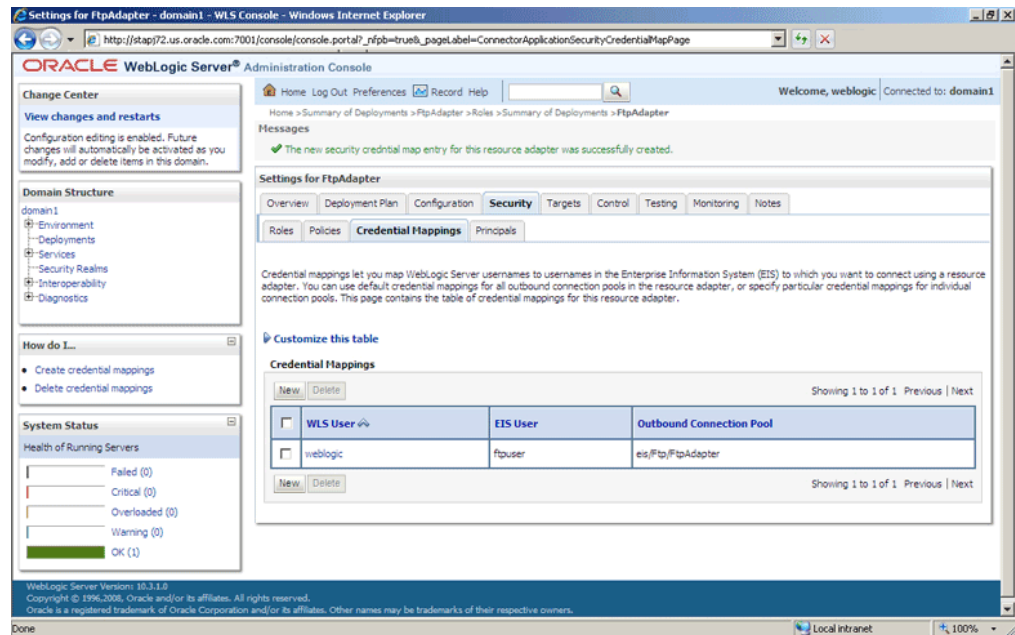 Settings for FtpAdapter - domain1 - WLS Console - Windows Internet Explorer
http://stapj72.us.oracle.com:7001/console/console.portal?_nfpb=true&_pageLabel=ConnectorApplicationSecurityCredentialMapPage
ORACLE WebLogic Server® Administration Console
Change Center
View changes and restarts
Configuration editing is enabled. Future
changes will automatically be activated as you
modify, add or delete items in this domain.
Domain Structure
domain1
Environment
Deployments
Services
Security Realms
Interoperability
Diagnostics
How do I...
Create credential mappings
Delete credential mappings
System Status
Health of Running Servers
Failed (0)
Critical (0)
Overloaded (0)
Warning (0)
OK (1)
Home Log Out Preferences Record Help
Welcome, weblogic Connected to: domain1
Home >Summary of Deployments >FtpAdapter >Roles >Summary of Deployments >FtpAdapter
Messages
The new security credntial map entry for this resource adapter was successfully created.
Settings for FtpAdapter
Overview Deployment Plan Configuration Security Targets Control Testing Monitoring Notes
Roles Policies Credential Mappings Principals
Credential mappings let you map WebLogic Server usernames to usernames in the Enterprise Information System (EIS) to which you want to connect using a resource
adapter. You can use default credential mappings for all outbound connection pools in the resource adapter, or specify particular credential mappings for individual
connection pools. This page contains the table of credential mappings for this resource adapter.
Customize this table
Credential Mappings
New Delete Showing 1 to 1 of 1 Previous | Next
WLS User EIS User Outbound Connection Pool
weblogic ftpuser eis/Ftp/FtpAdapter
New Delete Showing 1 to 1 of 1 Previous | Next
WebLogic Server Version: 10.3.1.0
Copyright © 1996,2008, Oracle and/or its affiliates. All rights reserved.
Oracle is a registered trademark of Oracle Corporation and/or its affiliates. Other names may be trademarks of their respective owners.
Done Local intranet 100%